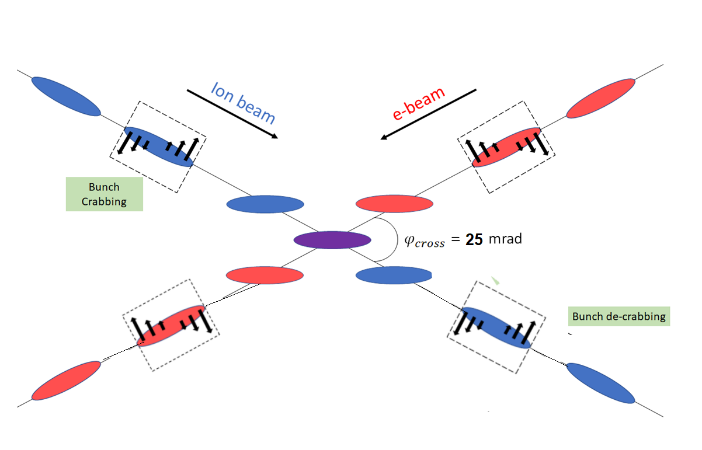 Ion beam
e-beam
Bunch
Crabbing
φcross = 25 mrad
Bunch de-crabbing